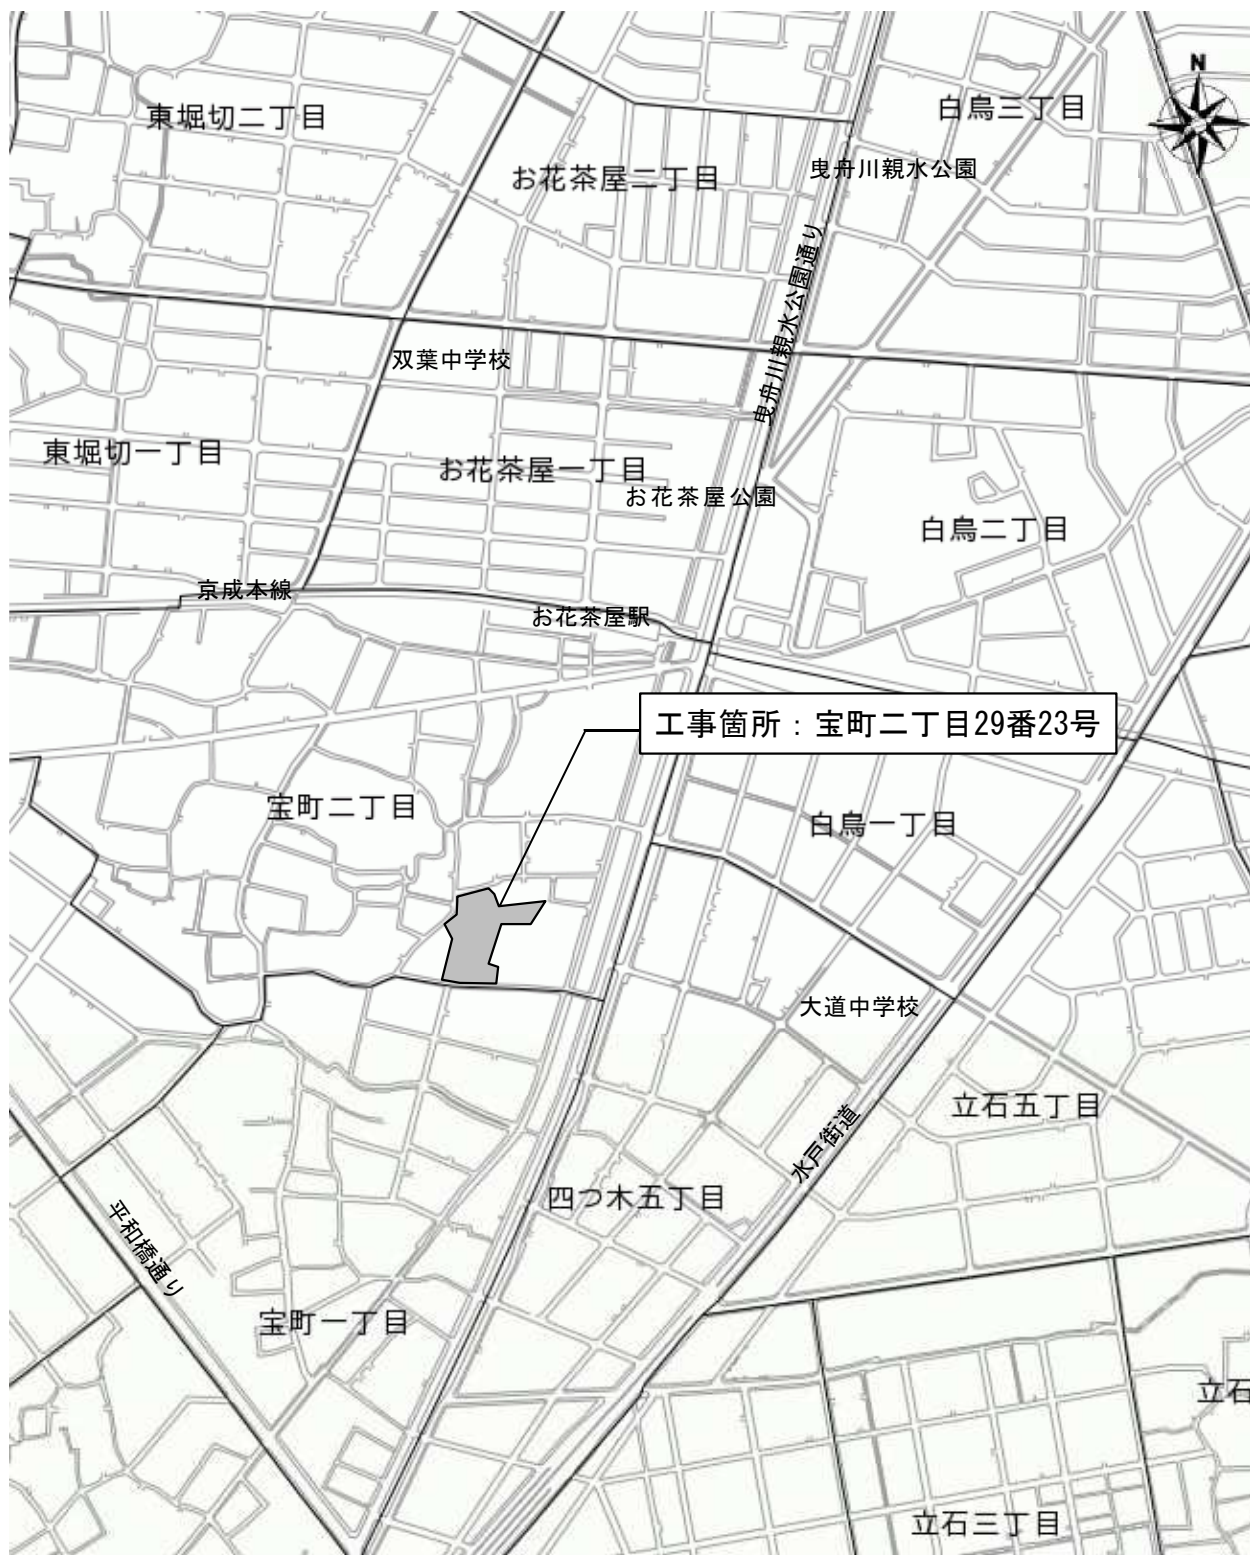 N
白鳥三丁目
東堀切二丁目
曳舟川親水公園
お花茶屋二丁目
曳舟川親水公園通り
双葉中学校
東堀切一丁目
お花茶屋一丁目
お花茶屋公園
白鳥二丁目
京成本線
お花茶屋駅
工事箇所：宝町二丁目29番23号
宝町二丁目
白鳥一丁目
大道中学校
立石五丁目
水戸街道
四つ木五丁目
平和橋通り
宝町一丁目
立石
立石三丁目